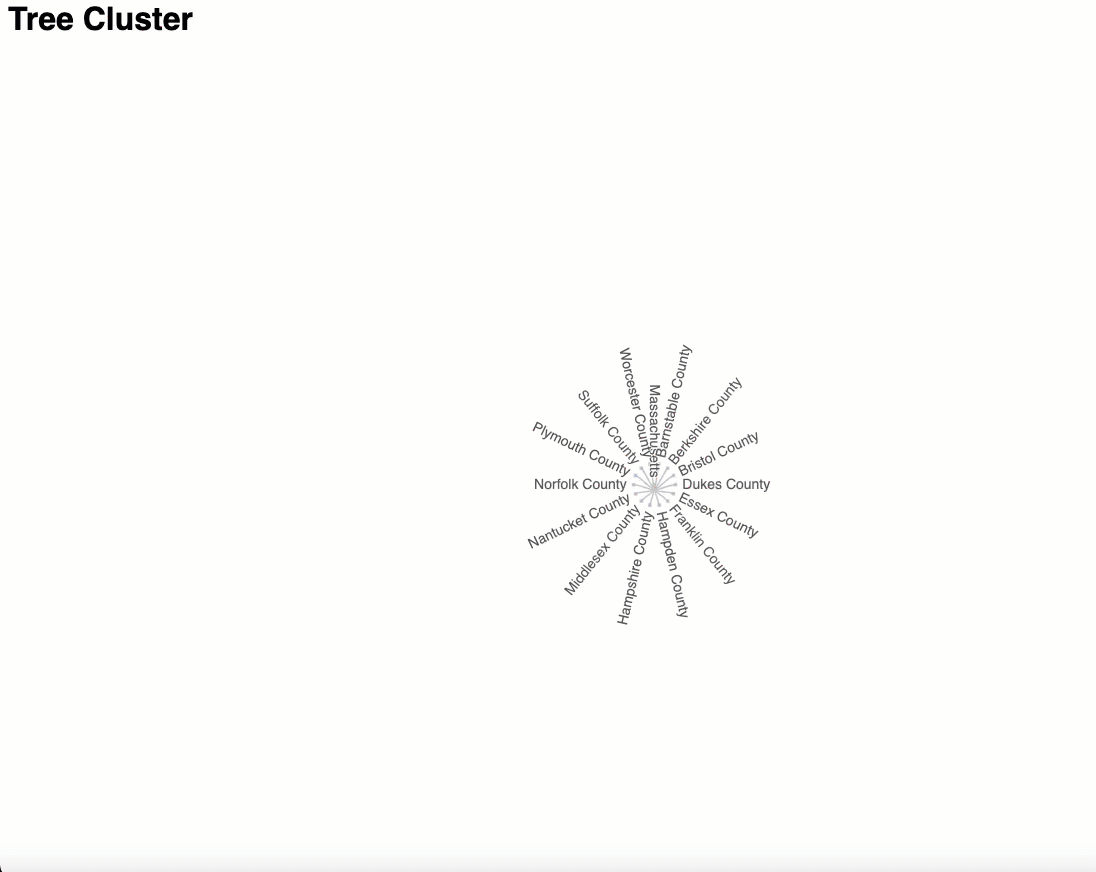 Tree Cluster
Massachusetts
Barnstable County
Berkshire County
Bristol County
Dukes County
Essex County
Franklin County
Hampden County
Hampshire County
Middlesex County
Nantucket County
Norfolk County
Plymouth County
Suffolk County
Worcester County